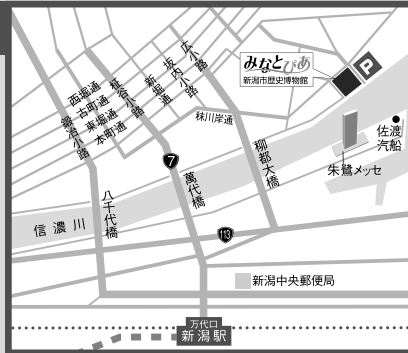 みなとぴあ
新潟市歴史博物館
P
広小路
坂内小路
新堀通
柾谷小路
西堀通
古町通
東堀通
本町通
鍛冶小路
秣川岸通
佐渡
汽船
朱鷺メッセ
7
柳都大橋
萬代橋
八千代橋
信濃川
113
新潟中央郵便局
万代口
新潟駅